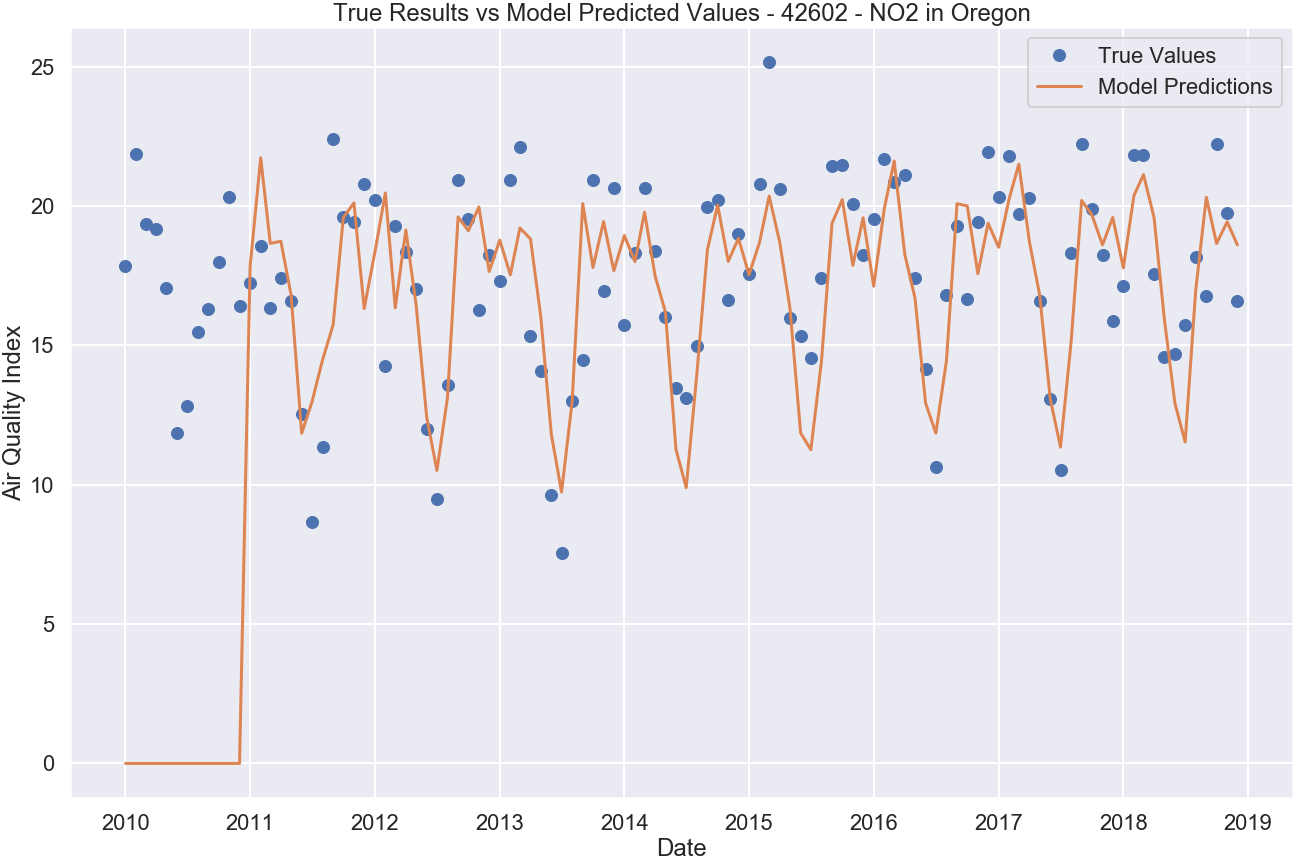 True Results vs Model Predicted Values - 42602 - NO2 in Oregon
True Values
Model Predictions
Air Quality Index
25
20
15
10
5
0
2010 2011 2012 2013 2014 2015 2016 2017 2018 2019
Date